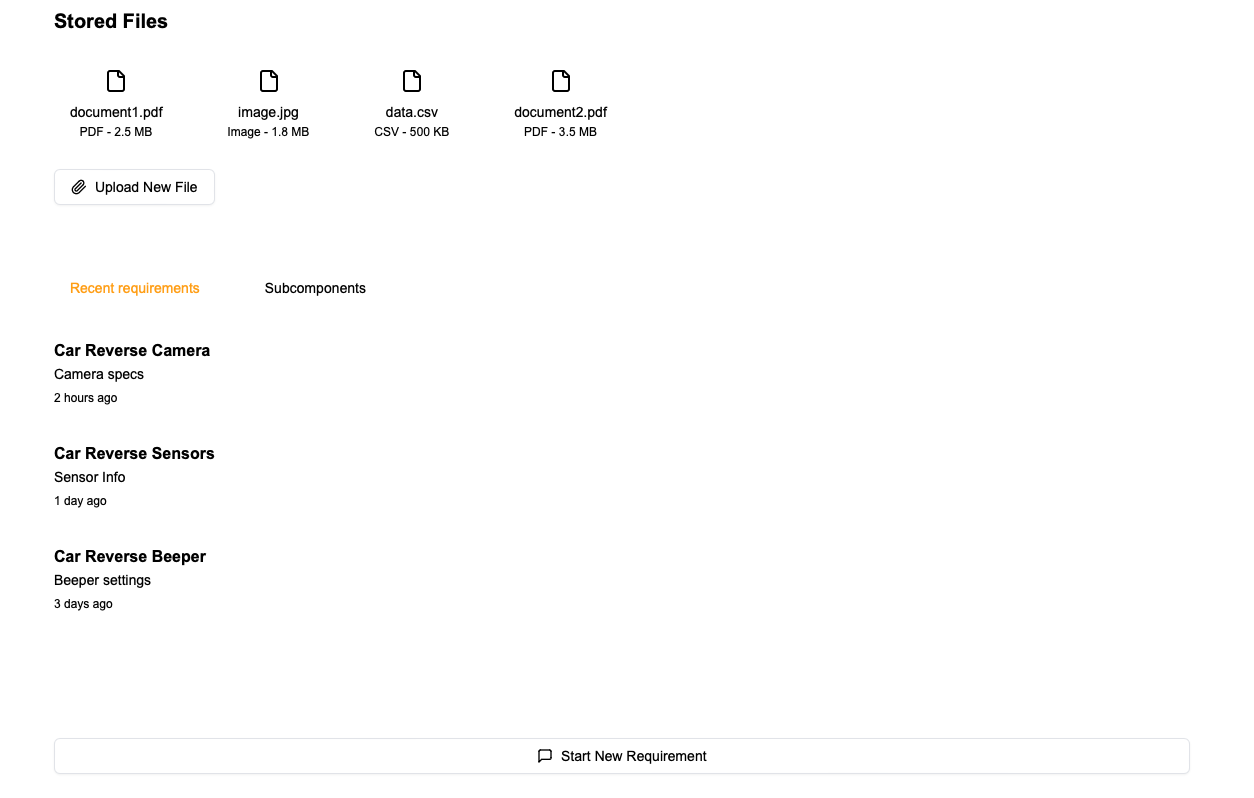 Stored Files
document1.pdf
PDF - 2.5 MB
image.jpg
Image - 1.8 MB
data.csv
CSV - 500 KB
document2.pdf
PDF - 3.5 MB
Upload New File
Recent requirements
Subcomponents
Car Reverse Camera
Camera specs
2 hours ago
Car Reverse Sensors
Sensor Info
1 day ago
Car Reverse Beeper
Beeper settings
3 days ago
Start New Requirement